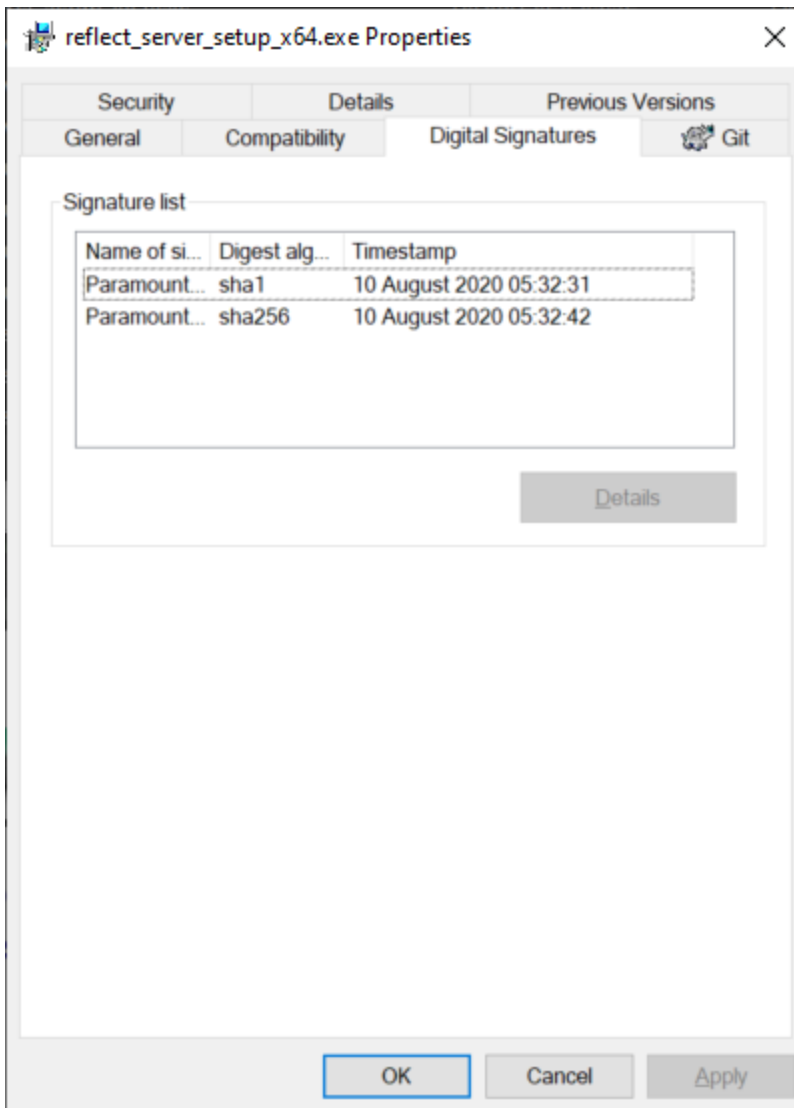 reflect_server_setup_x64.exe Properties
Security Details Previous Versions
General Compatibility Digital Signatures Git
Signature list
Name of si... Digest alg... Timestamp
Paramount... sha1 10 August 2020 05:32:31
Paramount... sha256 10 August 2020 05:32:42
Details
OK Cancel Apply